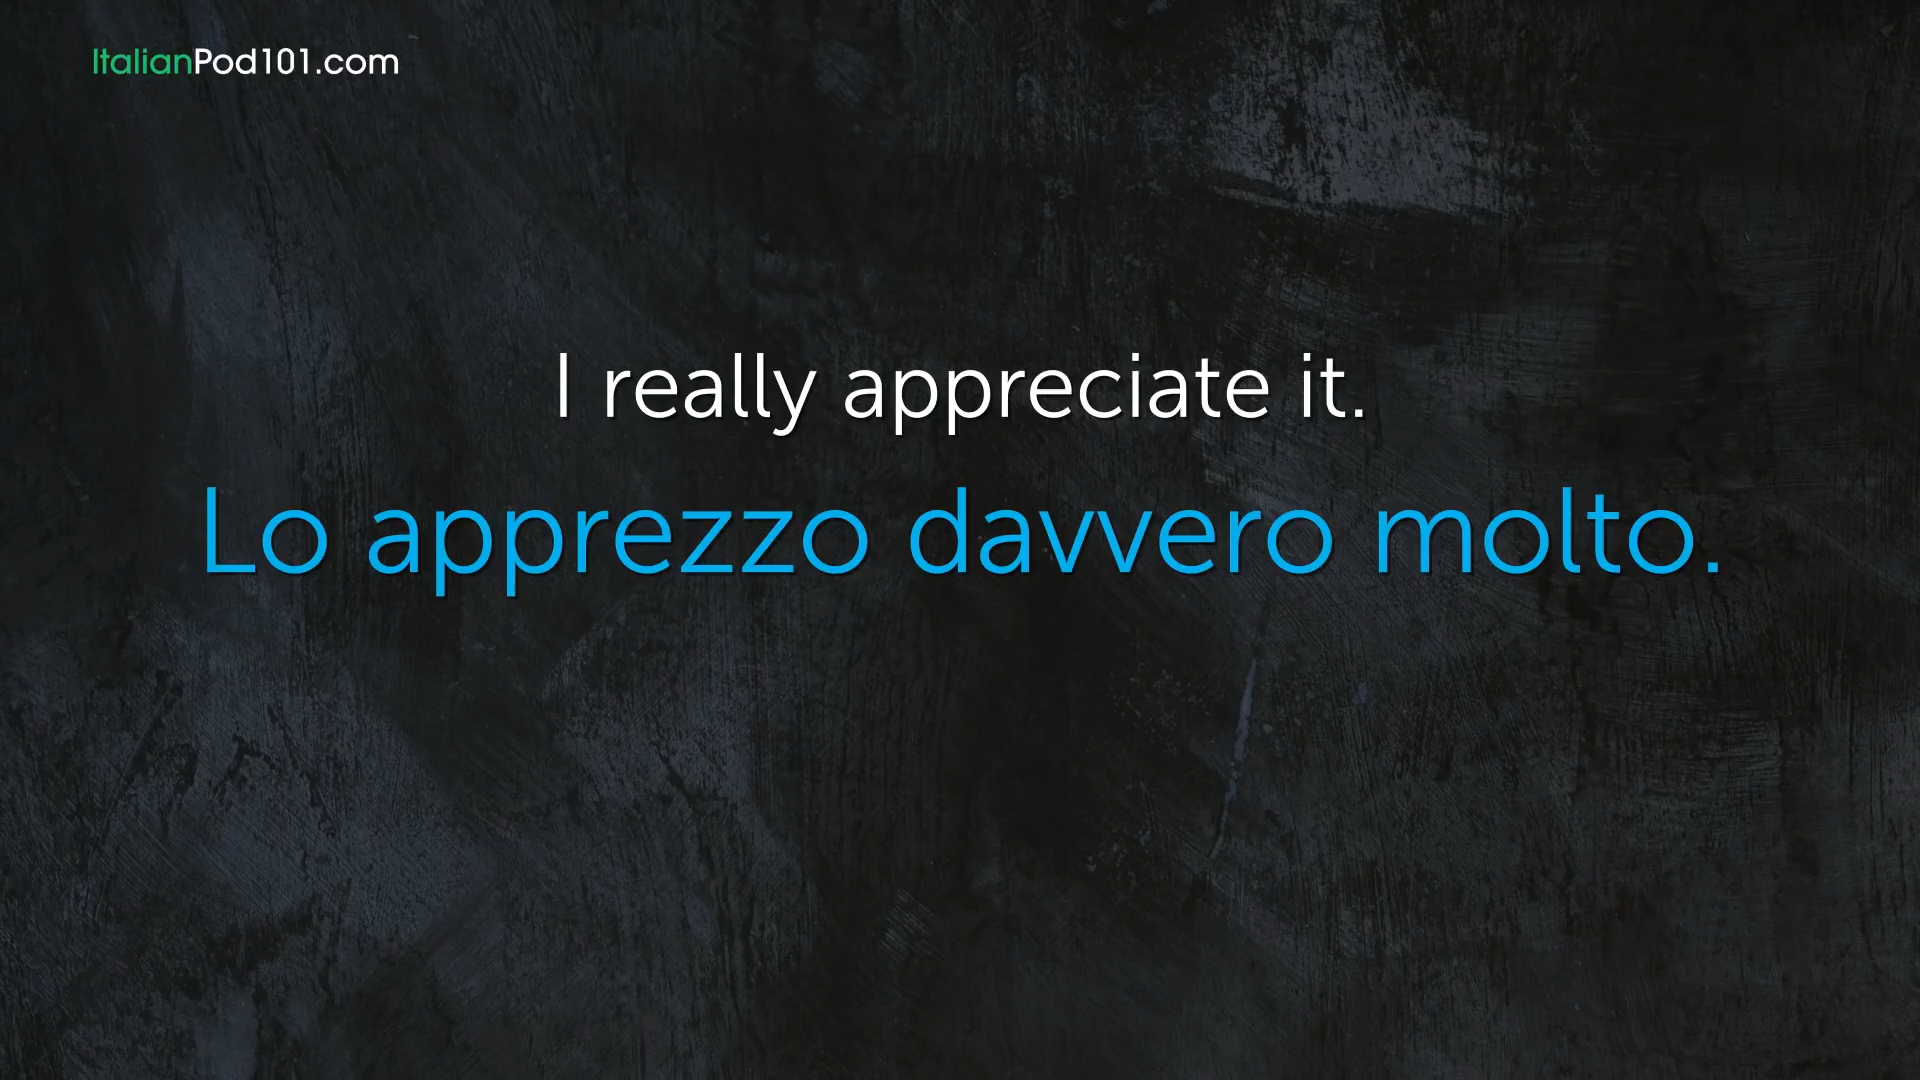 ItalianPod101.com
I really appreciate it.
Lo apprezzo davvero molto.